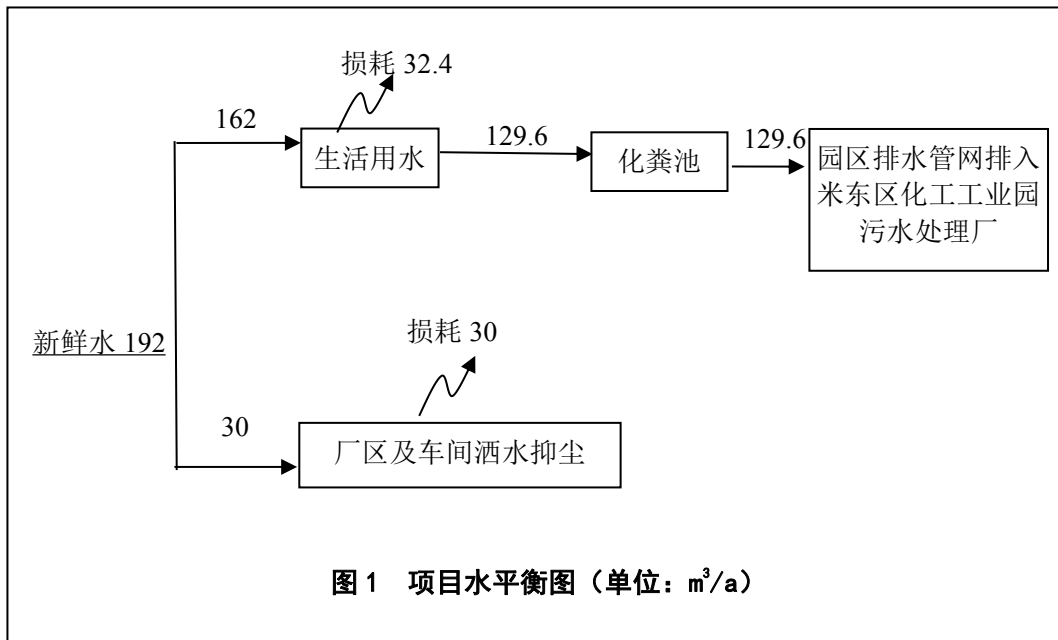 损耗 32.4
162
生活用水
129.6
化粪池
129.6
园区排水管网排入
米东区化工工业园
污水处理厂
新鲜水 192
损耗 30
30
厂区及车间洒水抑尘
图 1 项目水平衡图（单位：m³/a）